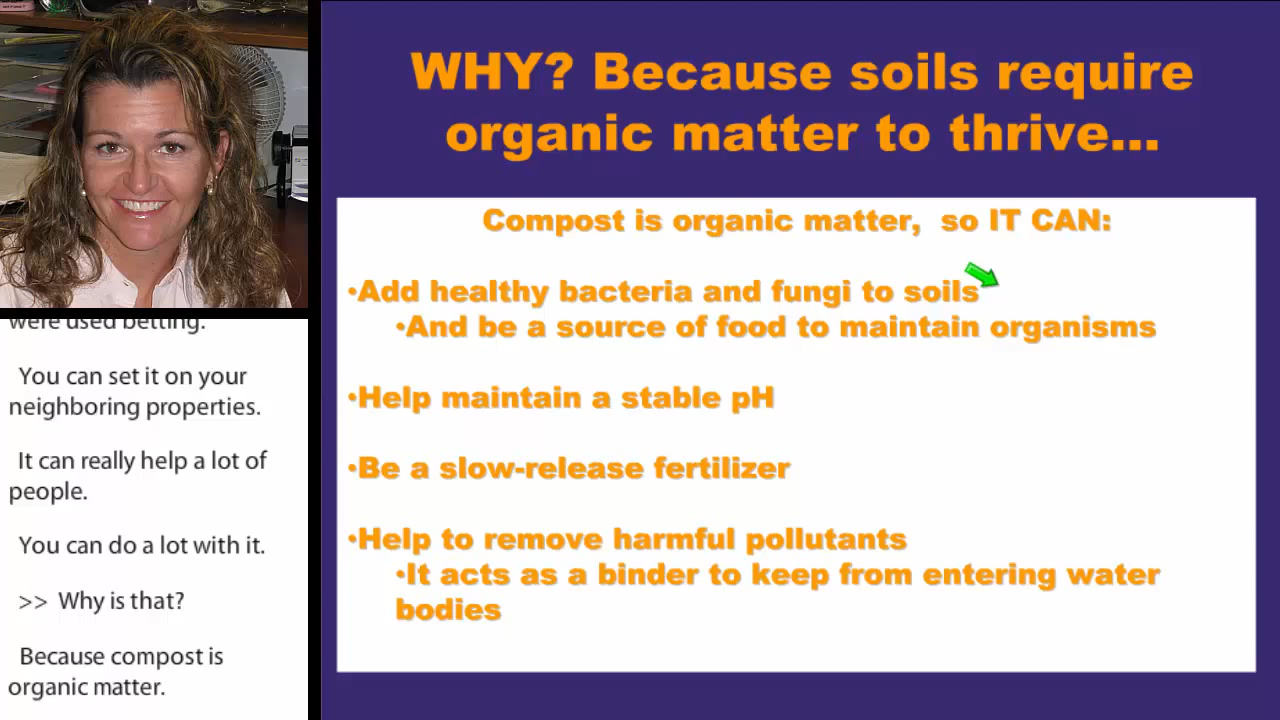 WHY? Because soils require
organic matter to thrive...
Compost is organic matter, so IT CAN:
•Add healthy bacteria and fungi to soils
•And be a source of food to maintain organisms
•Help maintain a stable pH
•Be a slow-release fertilizer
•Help to remove harmful pollutants
•It acts as a binder to keep from entering water
bodies
were used betting.
You can set it on your
neighboring properties.
It can really help a lot of
people.
You can do a lot with it.
>> Why is that?
Because compost is
organic matter.